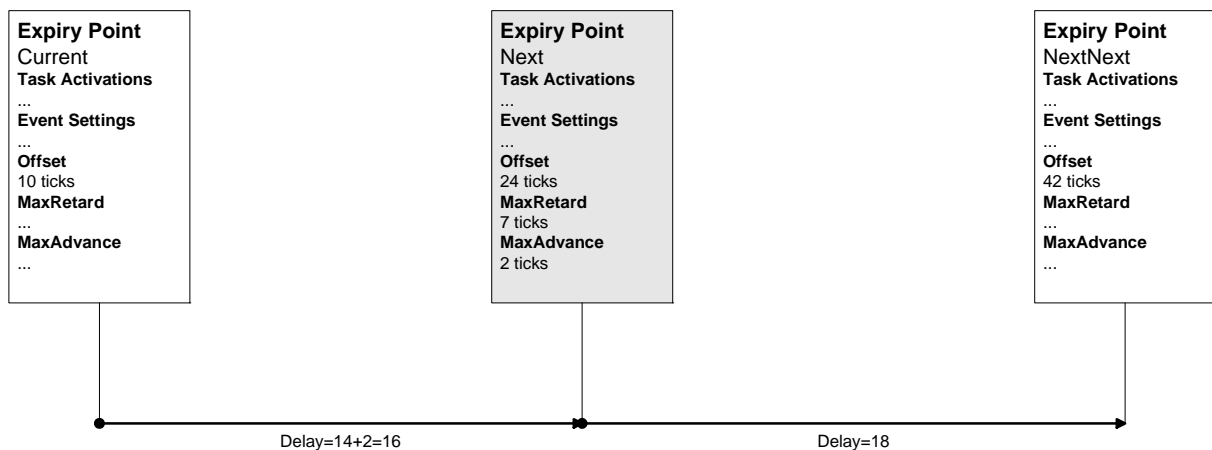 Expiry Point
Current
Task Activations
...
Event Settings
...
Offset
10 ticks
MaxRetard
...
MaxAdvance
...
Expiry Point
Next
Task Activations
...
Event Settings
...
Offset
24 ticks
MaxRetard
7 ticks
MaxAdvance
2 ticks
Expiry Point
NextNext
Task Activations
...
Event Settings
...
Offset
42 ticks
MaxRetard
...
MaxAdvance
...
Delay=14+2=16
Delay=18